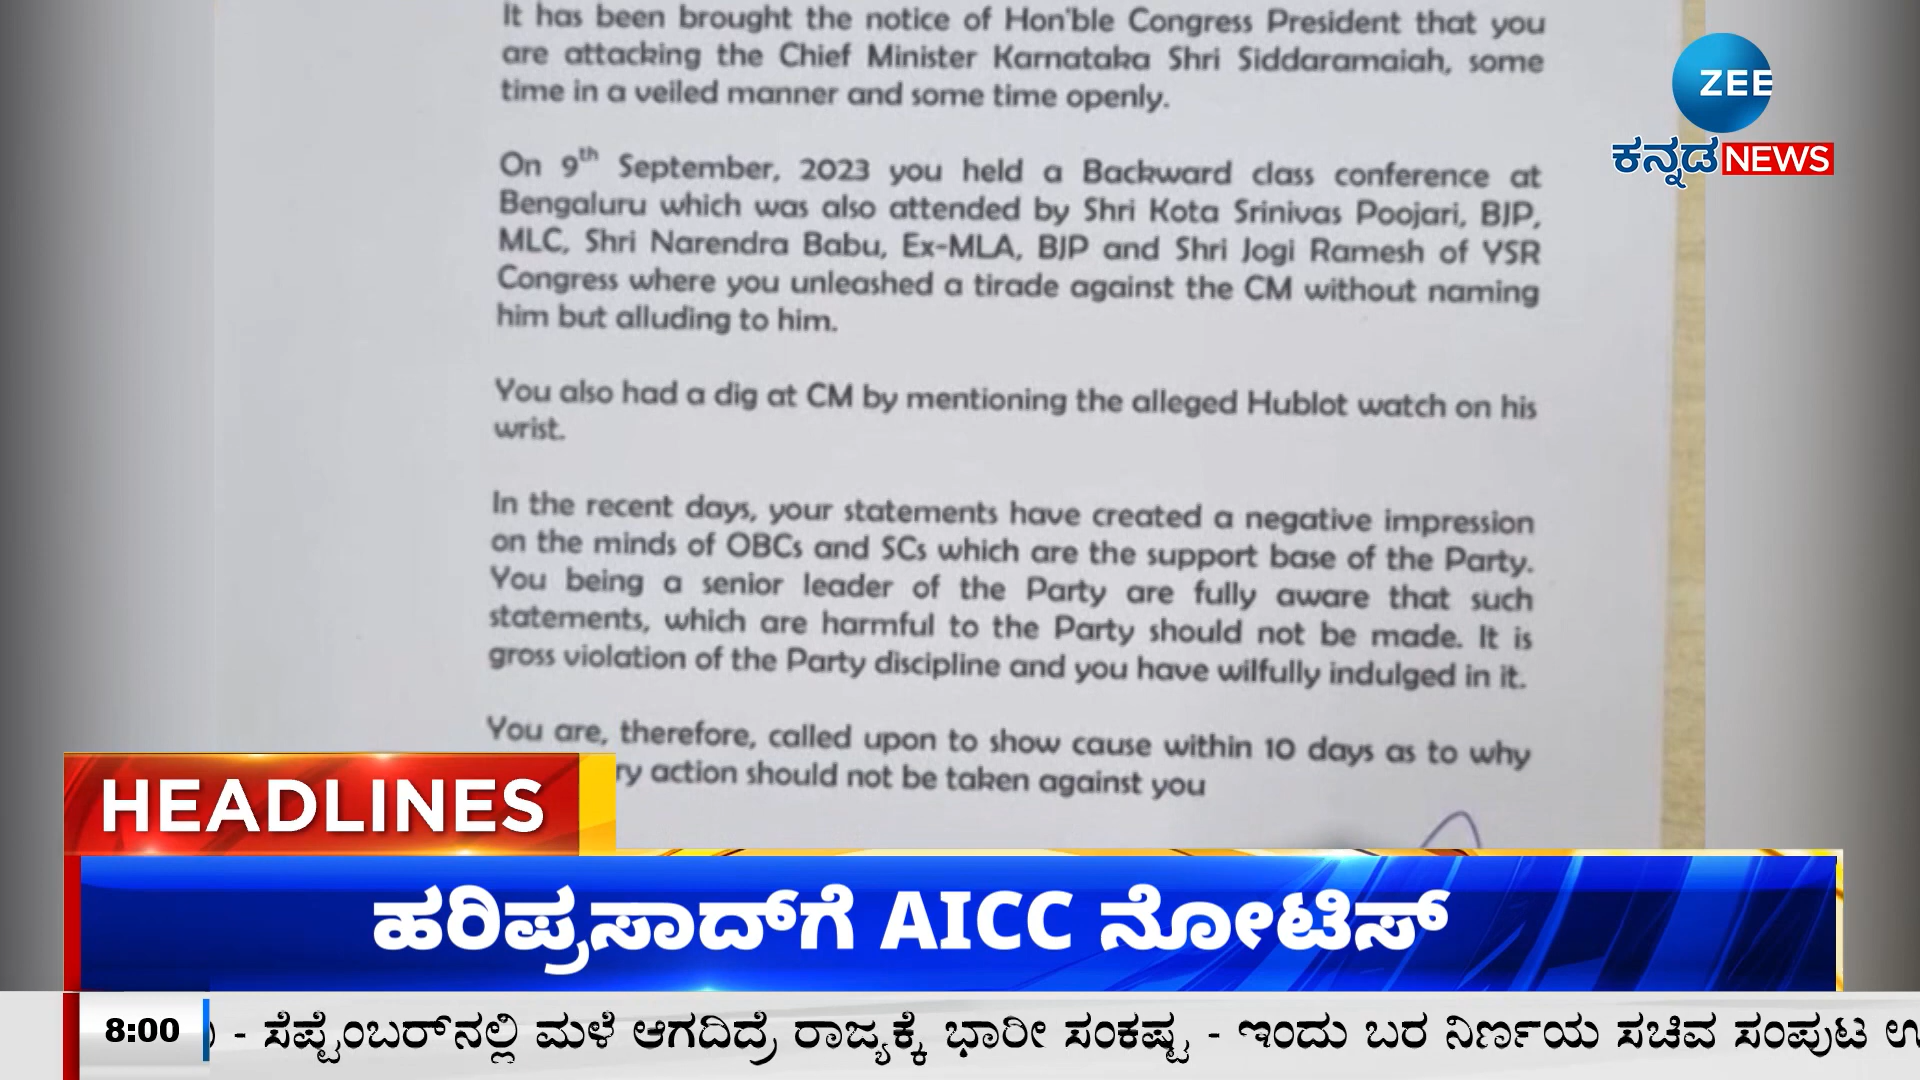 It has been brought the notice of Hon'ble Congress President that you
are attacking the Chief Minister Karnataka Shri Siddaramaiah, some
time in a veiled manner and some time openly.
On 9th September, 2023 you held a Backward class conference at
Bengaluru which was also attended by Shri Kota Srinivas Poojari, BJP,
MLC, Shri Narendra Babu, Ex-MLA, BJP and Shri Jogi Ramesh of YSR
Congress where you unleashed a tirade against the CM without naming
him but alluding to him.
You also had a dig at CM by mentioning the alleged Hublot watch on his
wrist.
In the recent days, your statements have created a negative impression
on the minds of OBCs and SCs which are the support base of the Party.
You being a senior leader of the Party are fully aware that such
statements, which are harmful to the Party should not be made. It is
gross violation of the Party discipline and you have wilfully indulged in it.
You are, therefore, called upon to show cause within 10 days as to why
action should not be taken against you
ZEE
ಕನ್ನಡ NEWS
HEADLINES
ಹರಿಪ್ರಸಾದ್‌ಗೆ AICC ನೋಟಿಸ್
8:00 - ಸೆಪ್ಟೆಂಬರ್‌ನಲ್ಲಿ ಮಳೆ ಆಗದಿದ್ರೆ ರಾಜ್ಯಕ್ಕೆ ಭಾರೀ ಸಂಕಷ್ಟ - ಇಂದು ಬರ ನಿರ್ಣಯ ಸಚಿವ ಸಂಪುಟ